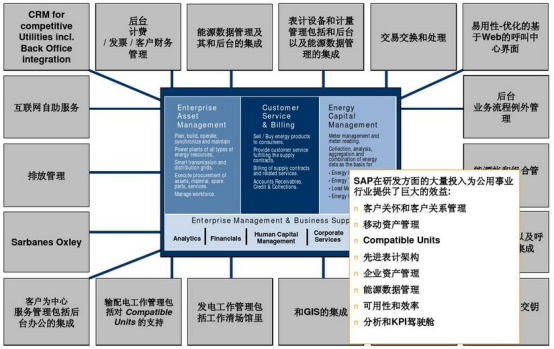 CRM for
competitive
Utilities incl.
Back Office
integration
后台
计费
/ 发票 / 客户财务
管理
能源数据管理及
其和后台的集成
表计设备和计量
管理包括和后台
以及能源数据管
理的集成
交易交换和处理
易用性-优化的基
于Web的呼叫中
心界面
互联网自助服务
后台
业务流程例外管
理
排放管理
Sarbanes Oxley
Enterprise
Asset
Management
Plan, build, operate,
synchronize and maintain
Power plants of all types of
energy resources,
Smart transmission and
distribution grids.
Execute procurement of
assets, material, spare
parts, services.
Manage workforce.
Customer
Service
& Billing
Sell / Buy energy products
to consumers.
Provide customer service
fulfilling the supply
contracts.
Billing of supply contracts
and related services.
Accounts Receivables,
Credit & Collections.
Energy
Capital
Management
Meter management and
meter reading.
Collection, analysis,
aggregation and
combination of energy
data as the basis for
- Energy
- Energy
- Load M
- Energy
Enterprise Management & Business Supp
Analytics
Financials
Human Capital
Management
Corporate
Services
SAP在研发方面的大量投入为公用事业
行业提供了巨大的效益:
客户关怀和客户关系管理
移动资产管理
Compatible Units
先进表计架构
企业资产管理
能源数据管理
可用性和效率
分析和KPI驾驶舱
以及呼
集成
客户为中心
服务管理包括后
台办公的集成
输配电工作管理包
括对 Compatible
Units 的支持
发电工作管理包
括工作清场馆里
和GIS的集成
交钥